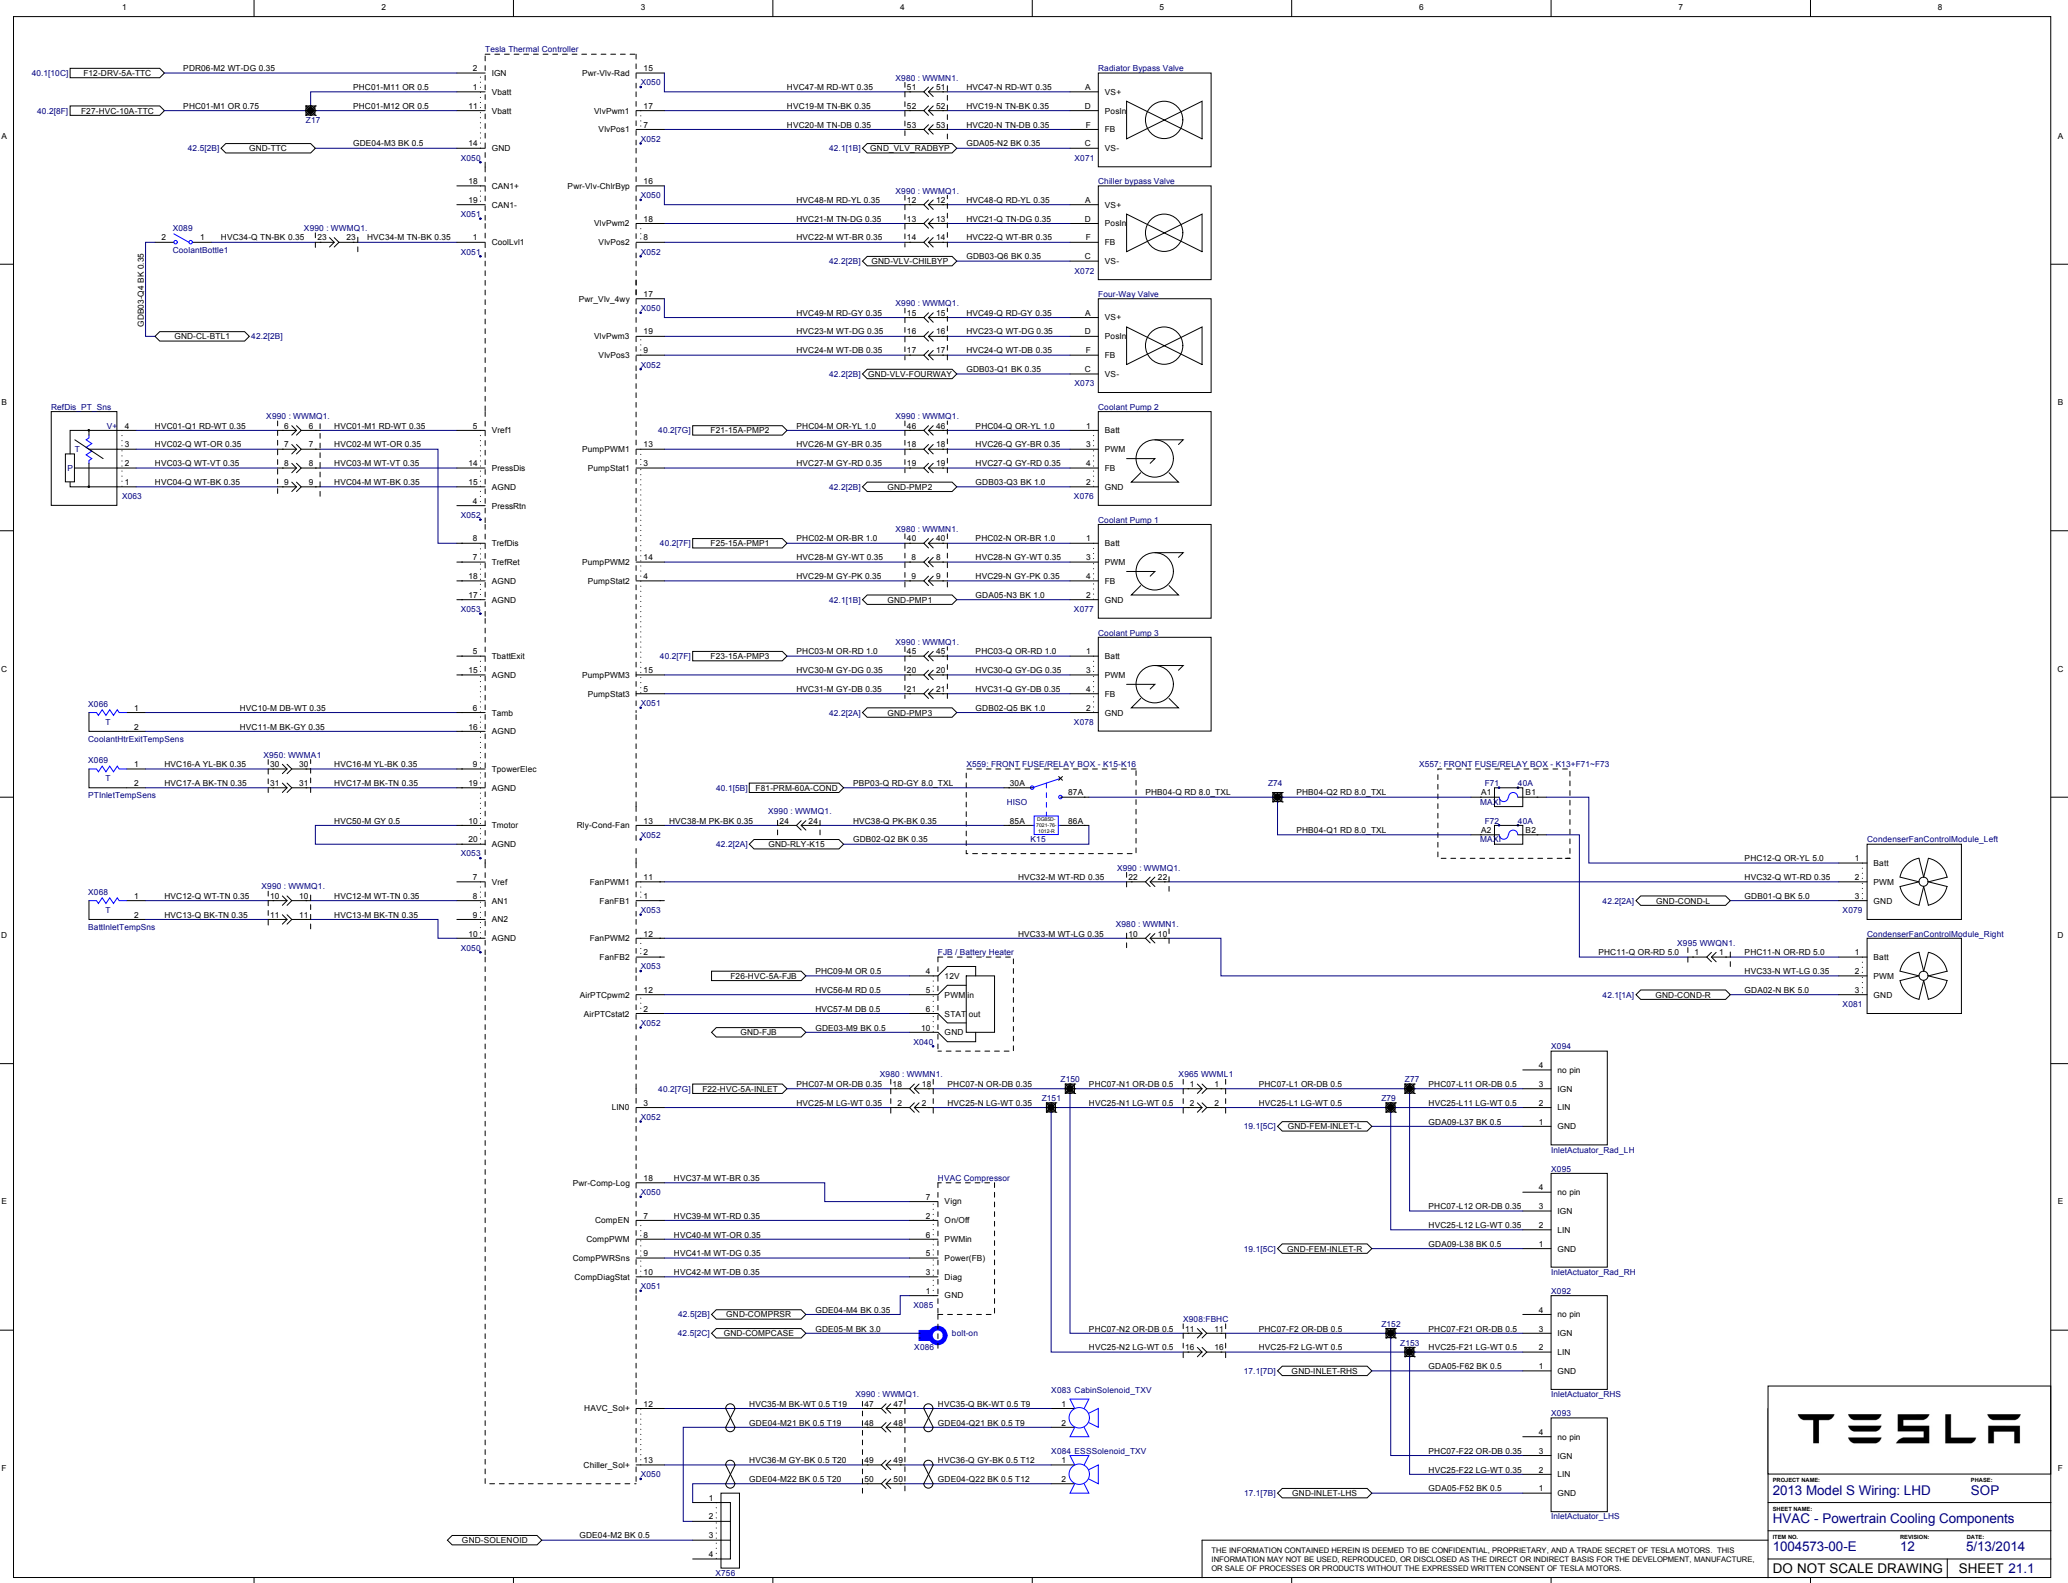 1 2 3 4 5 6 7 8
A
B
C
D
E
F
Tesla Thermal Controller
40.1[10C] F12-DRV-5A-TTC PDR06-M2 WT-DG 0.35 2 IGN
PHC01-M11 OR 0.5 1 Vbatt
40.2[8F] F27-HVC-10A-TTC PHC01-M1 OR 0.75 Z17 PHC01-M12 OR 0.5 11 Vbatt
42.5[2B] GND-TTC GDE04-M3 BK 0.5 14 GND
X050
18 CAN1+
19 CAN1-
X051
X089
2 1 HVC34-Q TN-BK 0.35 X990 : WWMQ1. 23 23 HVC34-M TN-BK 0.35 1 CoolLvl1
CoolantBottle1
X051
GDB03-Q4 BK 0.35
GND-CL-BTL1 42.2[2B]
RefDis_PT_Sns
X990 : WWMQ1.
V+ 4 HVC01-Q1 RD-WT 0.35 6 6 HVC01-M1 RD-WT 0.35 5 Vref1
T 3 HVC02-Q WT-OR 0.35 7 7 HVC02-M WT-OR 0.35
P 2 HVC03-Q WT-VT 0.35 8 8 HVC03-M WT-VT 0.35 14 PressDis
1 HVC04-Q WT-BK 0.35 9 9 HVC04-M WT-BK 0.35 15 AGND
X063
4 PressRtn
X052
8 TrefDis
7 TrefRet
18 AGND
17 AGND
X053
5 TbattExit
15 AGND
X066
T 1 HVC10-M DB-WT 0.35 6 Tamb
2 HVC11-M BK-GY 0.35 16 AGND
CoolantHtrExitTempSens
X069
X950: WWMA1
T 1 HVC16-A YL-BK 0.35 30 30 HVC16-M YL-BK 0.35 9 TpowerElec
2 HVC17-A BK-TN 0.35 31 31 HVC17-M BK-TN 0.35 19 AGND
PTInletTempSens
HVC50-M GY 0.5 10 Tmotor
20 AGND
X053
7 Vref
X068
X990 : WWMQ1.
T 1 HVC12-Q WT-TN 0.35 10 10 HVC12-M WT-TN 0.35 8 AN1
2 HVC13-Q BK-TN 0.35 11 11 HVC13-M BK-TN 0.35 9 AN2
BattInletTempSns
10 AGND
X050
Radiator Bypass Valve
Pwr-Vlv-Rad 15 X050
X980 : WWMN1.
HVC47-M RD-WT 0.35 51 51 HVC47-N RD-WT 0.35 A VS+
VlvPwm1 17 HVC19-M TN-BK 0.35 52 52 HVC19-N TN-BK 0.35 D PosIn
VlvPos1 7 HVC20-M TN-DB 0.35 53 53 HVC20-N TN-DB 0.35 F FB
X052
42.1[1B] GND_VLV_RADBYP GDA05-N2 BK 0.35 C VS-
X071
Chiller bypass Valve
Pwr-Vlv-ChlrByp 16 X050
X990 : WWMQ1.
HVC48-M RD-YL 0.35 12 12 HVC48-Q RD-YL 0.35 A VS+
VlvPwm2 18 HVC21-M TN-DG 0.35 13 13 HVC21-Q TN-DG 0.35 D PosIn
VlvPos2 8 HVC22-M WT-BR 0.35 14 14 HVC22-Q WT-BR 0.35 F FB
X052
42.2[2B] GND-VLV-CHILBYP GDB03-Q6 BK 0.35 C VS-
X072
Four-Way Valve
Pwr_Vlv_4wy 17 X050
X990 : WWMQ1.
HVC49-M RD-GY 0.35 15 15 HVC49-Q RD-GY 0.35 A VS+
VlvPwm3 19 HVC23-M WT-DG 0.35 16 16 HVC23-Q WT-DG 0.35 D PosIn
VlvPos3 9 HVC24-M WT-DB 0.35 17 17 HVC24-Q WT-DB 0.35 F FB
X052
42.2[2B] GND-VLV-FOURWAY GDB03-Q1 BK 0.35 C VS-
X073
Coolant Pump 2
X990 : WWMQ1.
40.2[7G] F21-15A-PMP2 PHC04-M OR-YL 1.0 46 46 PHC04-Q OR-YL 1.0 1 Batt
PumpPWM1 13 HVC26-M GY-BR 0.35 18 18 HVC26-Q GY-BR 0.35 3 PWM
PumpStat1 3 HVC27-M GY-RD 0.35 19 19 HVC27-Q GY-RD 0.35 4 FB
42.2[2B] GND-PMP2 GDB03-Q3 BK 1.0 2 GND
X076
Coolant Pump 1
X980 : WWMN1.
40.2[7F] F25-15A-PMP1 PHC02-M OR-BR 1.0 40 40 PHC02-N OR-BR 1.0 1 Batt
PumpPWM2 14 HVC28-M GY-WT 0.35 8 8 HVC28-N GY-WT 0.35 3 PWM
PumpStat2 4 HVC29-M GY-PK 0.35 9 9 HVC29-N GY-PK 0.35 4 FB
42.1[1B] GND-PMP1 GDA05-N3 BK 1.0 2 GND
X077
Coolant Pump 3
X990 : WWMQ1.
40.2[7F] F23-15A-PMP3 PHC03-M OR-RD 1.0 45 45 PHC03-Q OR-RD 1.0 1 Batt
PumpPWM3 15 HVC30-M GY-DG 0.35 20 20 HVC30-Q GY-DG 0.35 3 PWM
PumpStat3 5 HVC31-M GY-DB 0.35 21 21 HVC31-Q GY-DB 0.35 4 FB
X051
42.2[2A] GND-PMP3 GDB02-Q5 BK 1.0 2 GND
X078
X559: FRONT FUSE/RELAY BOX - K15-K16
X557: FRONT FUSE/RELAY BOX - K13+F71~F73
40.1[5B] F81-PRM-60A-COND PBP03-Q RD-GY 8.0_TXL 30A 87A PHB04-Q RD 8.0_TXL Z74 PHB04-Q2 RD 8.0_TXL F71 40A A1 B1 MAXI
HISO
Rly-Cond-Fan 13 HVC38-M PK-BK 0.35 X990 : WWMQ1. 24 24 HVC38-Q PK-BK 0.35 85A 86A K15
X052
PHB04-Q1 RD 8.0_TXL F72 40A A2 B2 MAXI
42.2[2A] GND-RLY-K15 GDB02-Q2 BK 0.35
CondenserFanControlModule_Left
PHC12-Q OR-YL 5.0 1 Batt
FanPWM1 11 HVC32-M WT-RD 0.35 X990 : WWMQ1. 22 22 HVC32-Q WT-RD 0.35 2 PWM
FanFB1 1 X053
42.2[2A] GND-COND-L GDB01-Q BK 5.0 3 GND
X079
CondenserFanControlModule_Right
FanPWM2 12 HVC33-M WT-LG 0.35 X980 : WWMN1. 10 10
FanFB2 2 X053
PHC11-Q OR-RD 5.0 X995 WWQN1. 1 1 PHC11-N OR-RD 5.0 1 Batt
HVC33-N WT-LG 0.35 2 PWM
42.1[1A] GND-COND-R GDA02-N BK 5.0 3 GND
X081
FJB / Battery Heater
F26-HVC-5A-FJB PHC09-M OR 0.5 4 12V
AirPTCpwm2 12 HVC56-M RD 0.5 5 PWMin
AirPTCstat2 2 HVC57-M DB 0.5 6 STAT out
X052
GND-FJB GDE03-M9 BK 0.5 10 GND
X040
X980 : WWMN1.
40.2[7G] F22-HVC-5A-INLET PHC07-M OR-DB 0.35 18 18 PHC07-N OR-DB 0.35 Z150 PHC07-N1 OR-DB 0.5 X965 WWML1 1 1 PHC07-L1 OR-DB 0.5 Z77 PHC07-L11 OR-DB 0.5 3 IGN
LIN0 3 HVC25-M LG-WT 0.35 2 2 HVC25-N LG-WT 0.35 Z151 HVC25-N1 LG-WT 0.5 2 2 HVC25-L1 LG-WT 0.5 Z79 HVC25-L11 LG-WT 0.5 2 LIN
X052
X094
4 no pin
19.1[5C] GND-FEM-INLET-L GDA09-L37 BK 0.5 1 GND
InletActuator_Rad_LH
X095
4 no pin
PHC07-L12 OR-DB 0.35 3 IGN
HVC25-L12 LG-WT 0.35 2 LIN
19.1[5C] GND-FEM-INLET-R GDA09-L38 BK 0.5 1 GND
InletActuator_Rad_RH
HVAC Compressor
Pwr-Comp-Log 18 HVC37-M WT-BR 0.35 7 Vign
X050
CompEN 7 HVC39-M WT-RD 0.35 2 On/Off
CompPWM 8 HVC40-M WT-OR 0.35 6 PWMin
CompPWRSns 9 HVC41-M WT-DG 0.35 5 Power(FB)
CompDiagStat 10 HVC42-M WT-DB 0.35 3 Diag
X051
1 GND
X085
42.5[2B] GND-COMPRSR GDE04-M4 BK 0.35
42.5[2C] GND-COMPCASE GDE05-M BK 3.0 bolt-on
X086
X092
4 no pin
PHC07-N2 OR-DB 0.5 X908:FBHC 11 11 PHC07-F2 OR-DB 0.5 Z152 PHC07-F21 OR-DB 0.5 3 IGN
HVC25-N2 LG-WT 0.5 16 16 HVC25-F2 LG-WT 0.5 Z153 HVC25-F21 LG-WT 0.5 2 LIN
17.1[7D] GND-INLET-RHS GDA05-F62 BK 0.5 1 GND
InletActuator_RHS
X093
4 no pin
PHC07-F22 OR-DB 0.35 3 IGN
HVC25-F22 LG-WT 0.35 2 LIN
17.1[7B] GND-INLET-LHS GDA05-F52 BK 0.5 1 GND
InletActuator_LHS
X990 : WWMQ1.
X083 CabinSolenoid_TXV
HAVC_Sol+ 12 HVC35-M BK-WT 0.5 T19 47 47 HVC35-Q BK-WT 0.5 T9 1
GDE04-M21 BK 0.5 T19 48 48 GDE04-Q21 BK 0.5 T9 2
X084 ESSSolenoid_TXV
Chiller_Sol+ 13 HVC36-M GY-BK 0.5 T20 49 49 HVC36-Q GY-BK 0.5 T12 1
X050
GDE04-M22 BK 0.5 T20 50 50 GDE04-Q22 BK 0.5 T12 2
1
2
GND-SOLENOID GDE04-M2 BK 0.5 3
4
X756
THE INFORMATION CONTAINED HEREIN IS DEEMED TO BE CONFIDENTIAL, PROPRIETARY, AND A TRADE SECRET OF TESLA MOTORS. THIS
INFORMATION MAY NOT BE USED, REPRODUCED, OR DISCLOSED AS THE DIRECT OR INDIRECT BASIS FOR THE DEVELOPMENT, MANUFACTURE,
OR SALE OF PROCESSES OR PRODUCTS WITHOUT THE EXPRESSED WRITTEN CONSENT OF TESLA MOTORS.
TESLA
PROJECT NAME: PHASE:
2013 Model S Wiring: LHD SOP
SHEET NAME:
HVAC - Powertrain Cooling Components
ITEM NO. REVISION: DATE:
1004573-00-E 12 5/13/2014
DO NOT SCALE DRAWING SHEET 21.1